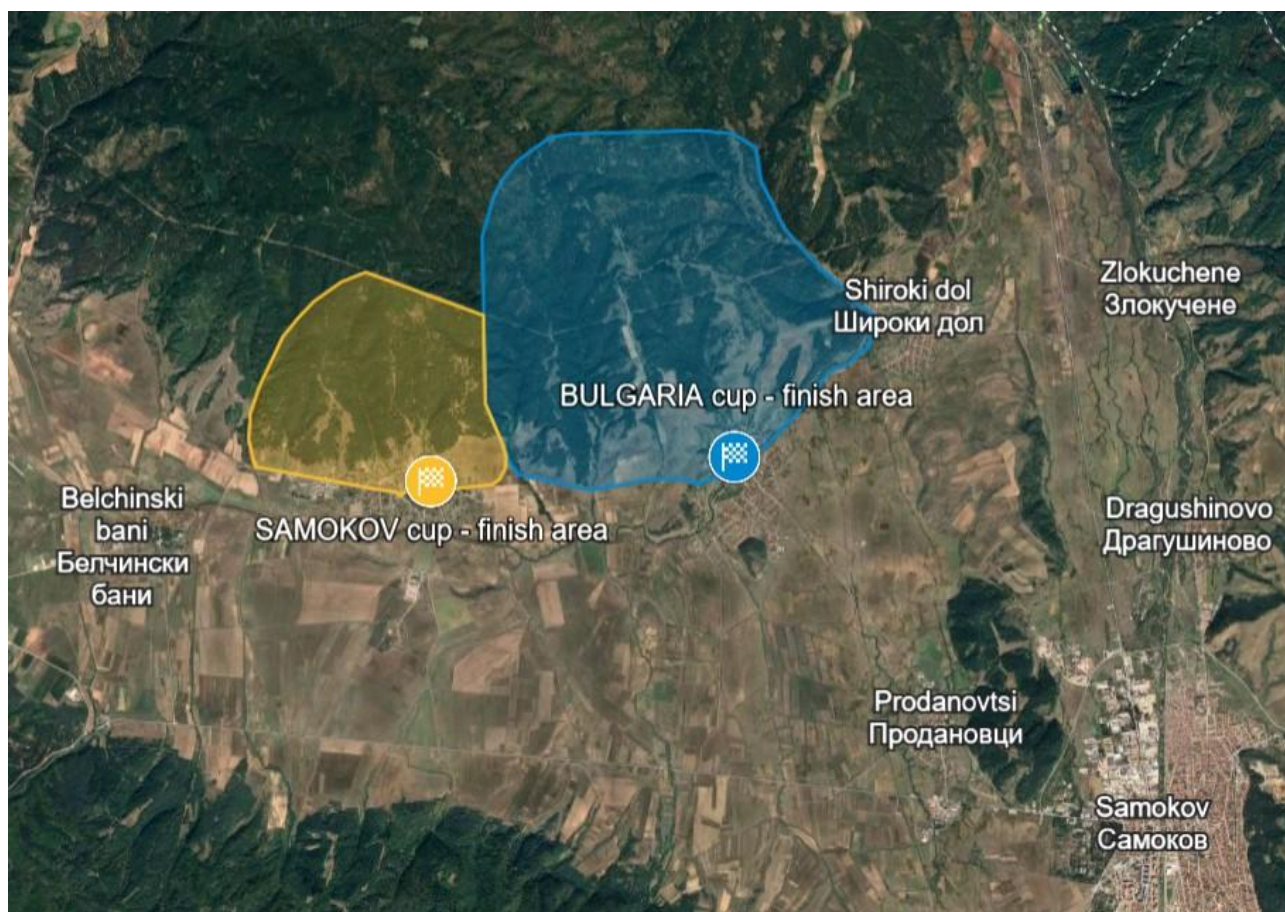 Zlokuchene
Злокучене
Shiroki dol
Широки дол
BULGARIA cup - finish area
Belchinski
bani
Белчински
бани
SAMOKOV cup - finish area
Dragushinovo
Драгушиново
Prodanovtsi
Продановци
Samokov
Самоков